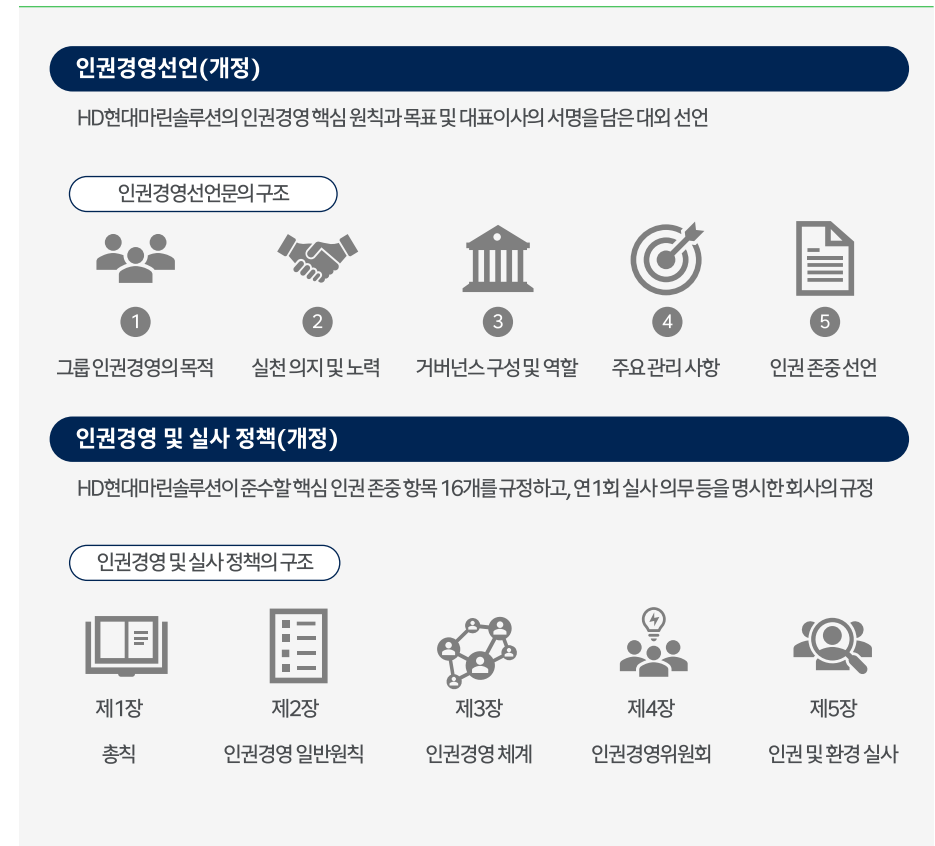 인권경영선언(개정)
HD현대마린솔루션의 인권경영 핵심 원칙과 목표 및 대표이사의 서명을 담은 대외 선언
인권경영선언문의 구조
1 2 3 4 5
그룹 인권경영의 목적 실천 의지 및 노력 거버넌스 구성 및 역할 주요 관리 사항 인권 존중 선언
인권경영 및 실사 정책(개정)
HD현대마린솔루션이 준수할 핵심 인권 존중 항목 16개를 규정하고, 연 1회 실사 의무 등을 명시한 회사의 규정
인권경영 및 실사 정책의 구조
제1장 제2장 제3장 제4장 제5장
총칙 인권경영 일반원칙 인권경영 체계 인권경영위원회 인권 및 환경 실사